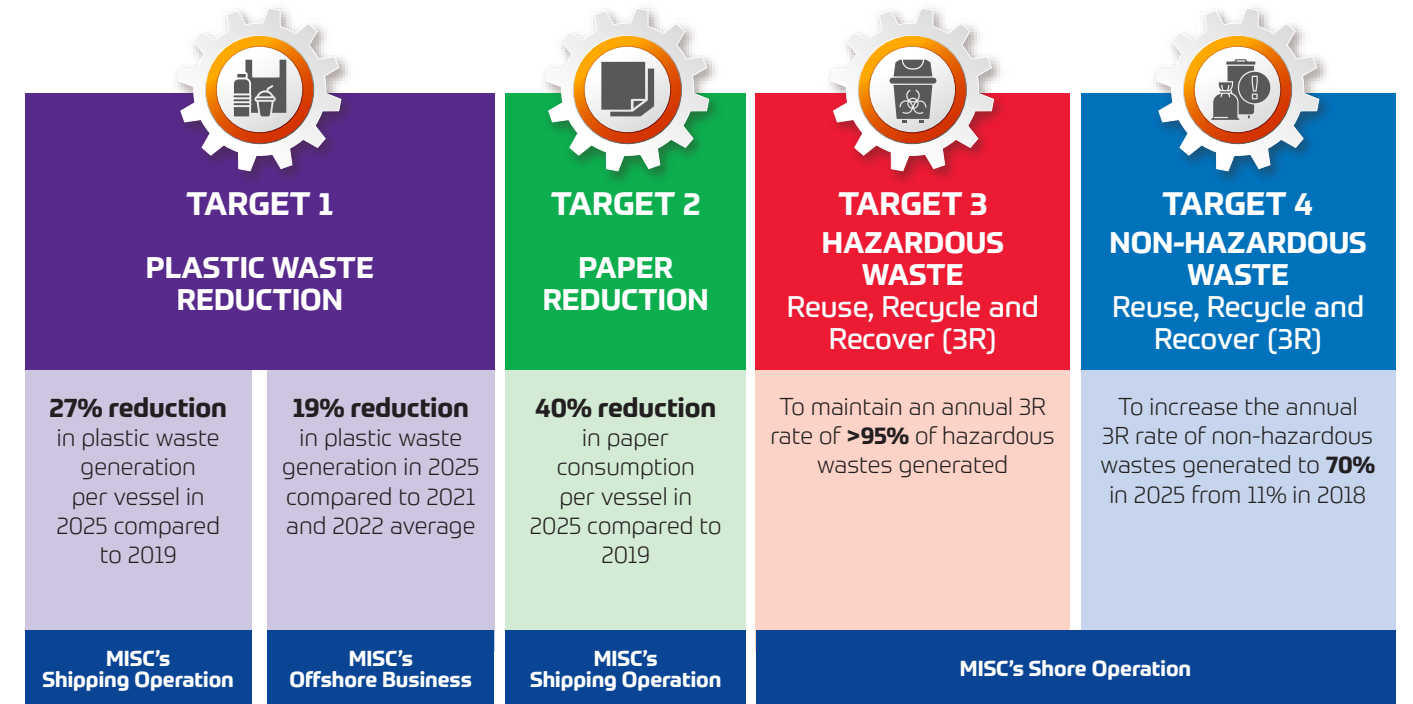 TARGET 1
PLASTIC WASTE
REDUCTION
27% reduction
in plastic waste
generation
per vessel in
2025 compared
to 2019
MISC's
Shipping Operation
19% reduction
in plastic waste
generation in 2025
compared to 2021
and 2022 average
MISC's
Offshore Business
TARGET 2
PAPER
REDUCTION
40% reduction
in paper
consumption
per vessel in
2025 compared to
2019
MISC's
Shipping Operation
TARGET 3
HAZARDOUS
WASTE
Reuse, Recycle and
Recover (3R)
To maintain an annual 3R
rate of >95% of hazardous
wastes generated
TARGET 4
NON-HAZARDOUS
WASTE
Reuse, Recycle and
Recover (3R)
To increase the annual
3R rate of non-hazardous
wastes generated to 70%
in 2025 from 11% in 2018
MISC's Shore Operation